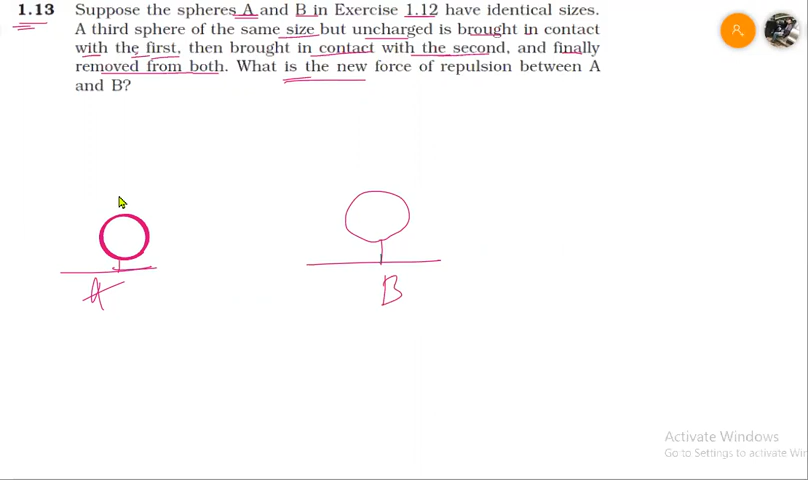 1.13 Suppose the spheres A and B in Exercise 1.12 have identical sizes.
A third sphere of the same size but uncharged is brought in contact
with the first, then brought in contact with the second, and finally
removed from both. What is the new force of repulsion between A
and B?
A
B
Activate Windows
Go to Settings to activate Win